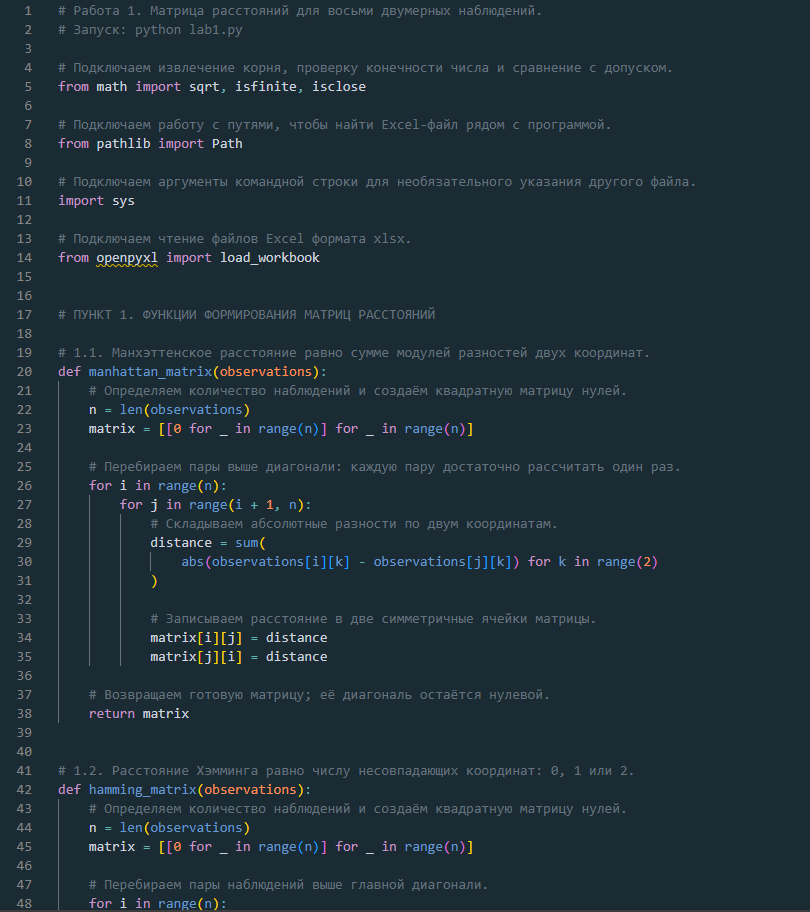 1 # Работа 1. Матрица расстояний для восьми двумерных наблюдений.
2 # Запуск: python lab1.py
3
4 # Подключаем извлечение корня, проверку конечности числа и сравнение с допуском.
5 from math import sqrt, isfinite, isclose
6
7 # Подключаем работу с путями, чтобы найти Excel-файл рядом с программой.
8 from pathlib import Path
9
10 # Подключаем аргументы командной строки для необязательного указания другого файла.
11 import sys
12
13 # Подключаем чтение файлов Excel формата xlsx.
14 from openpyxl import load_workbook
15
16
17 # ПУНКТ 1. ФУНКЦИИ ФОРМИРОВАНИЯ МАТРИЦ РАССТОЯНИЙ
18
19 # 1.1. Манхэттенское расстояние равно сумме модулей разностей двух координат.
20 def manhattan_matrix(observations):
21     # Определяем количество наблюдений и создаём квадратную матрицу нулей.
22     n = len(observations)
23     matrix = [[0 for _ in range(n)] for _ in range(n)]
24
25     # Перебираем пары выше диагонали: каждую пару достаточно рассчитать один раз.
26     for i in range(n):
27         for j in range(i + 1, n):
28             # Складываем абсолютные разности по двум координатам.
29             distance = sum(
30                 abs(observations[i][k] - observations[j][k]) for k in range(2)
31             )
32
33             # Записываем расстояние в две симметричные ячейки матрицы.
34             matrix[i][j] = distance
35             matrix[j][i] = distance
36
37     # Возвращаем готовую матрицу; её диагональ остаётся нулевой.
38     return matrix
39
40
41 # 1.2. Расстояние Хэмминга равно числу несовпадающих координат: 0, 1 или 2.
42 def hamming_matrix(observations):
43     # Определяем количество наблюдений и создаём квадратную матрицу нулей.
44     n = len(observations)
45     matrix = [[0 for _ in range(n)] for _ in range(n)]
46
47     # Перебираем пары наблюдений выше главной диагонали.
48     for i in range(n):